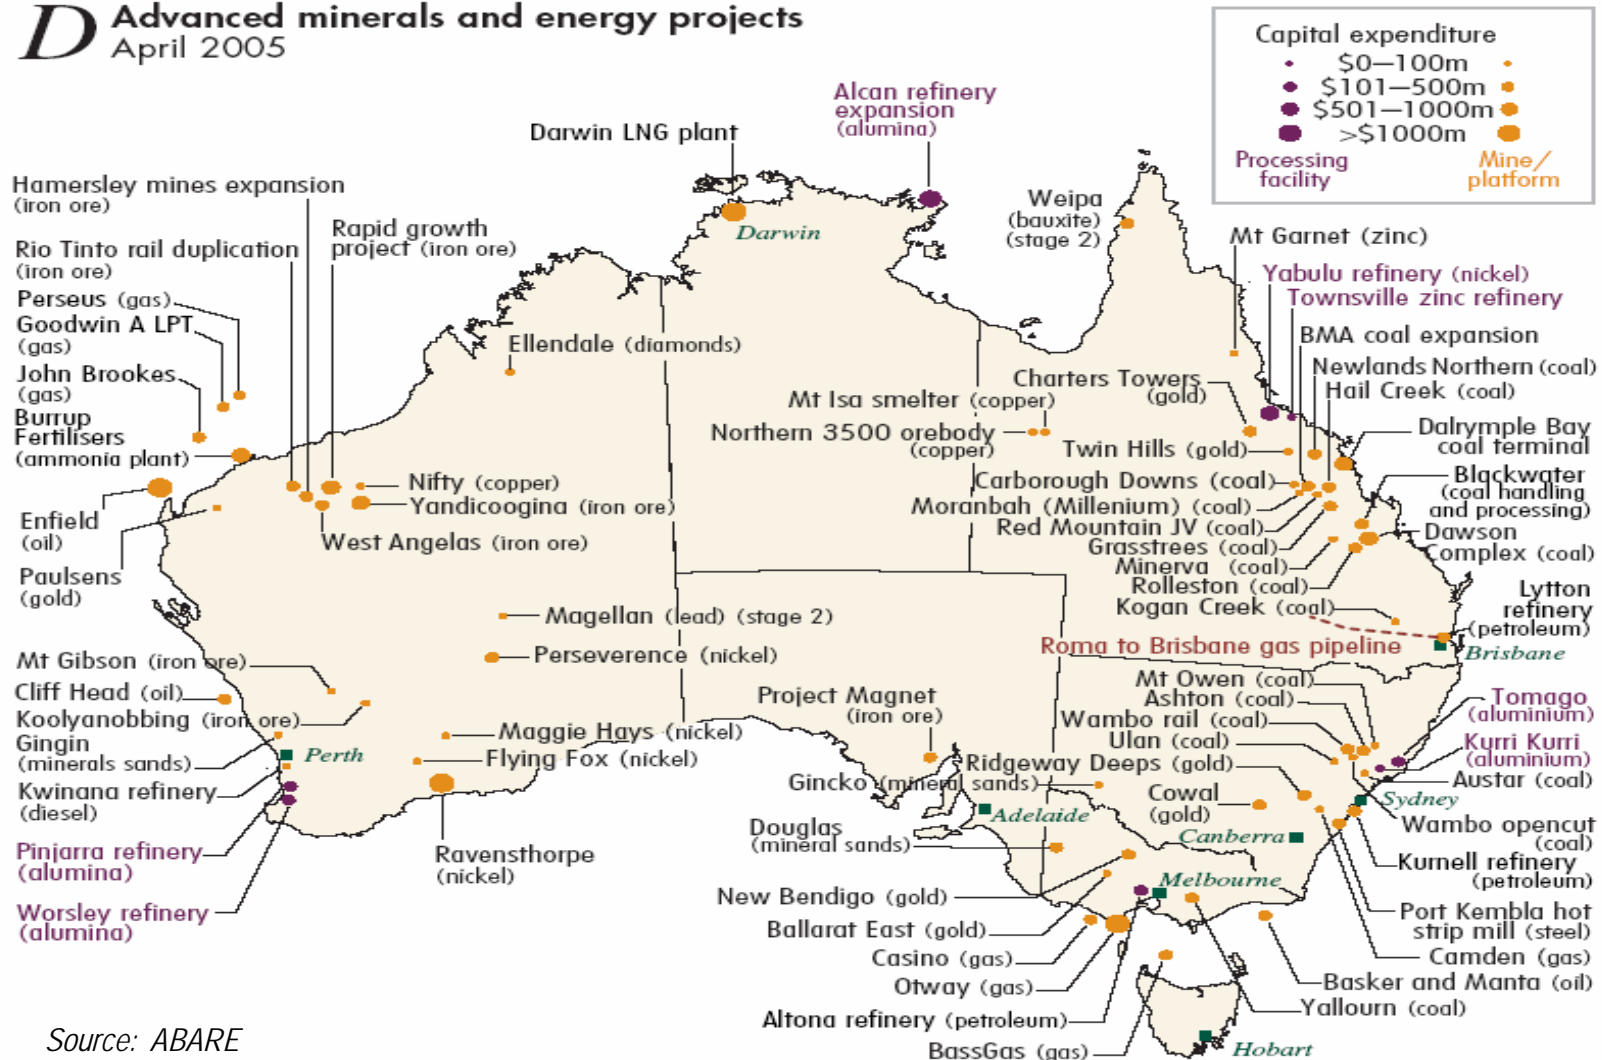 D Advanced minerals and energy projects
April 2005
Capital expenditure
$0–100m
$101–500m
$501–1000m
>$1000m
Processing
facility
Mine/
platform
Alcan refinery
expansion
(alumina)
Darwin LNG plant
Darwin
Hamersley mines expansion
(iron ore)
Rapid growth
project (iron ore)
Rio Tinto rail duplication
(iron ore)
Perseus (gas)
Goodwin A LPT
(gas)
John Brookes
(gas)
Burrup
Fertilisers
(ammonia plant)
Enfield
(oil)
Paulsens
(gold)
Ellendale (diamonds)
Nifty (copper)
Yandicoogina (iron ore)
West Angelas (iron ore)
Weipa
(bauxite)
(stage 2)
Mt Garnet (zinc)
Yabulu refinery (nickel)
Townsville zinc refinery
BMA coal expansion
Newlands Northern (coal)
Hail Creek (coal)
Charters Towers
(gold)
Mt Isa smelter (copper)
Northern 3500 orebody
(copper)
Twin Hills (gold)
Dalrymple Bay
coal terminal
Blackwater
(coal handling
and processing)
Carborough Downs (coal)
Moranbah (Millenium) (coal)
Red Mountain JV (coal)
Grasstrees (coal)
Minerva (coal)
Rolleston (coal)
Kogan Creek (coal)
Dawson
Complex (coal)
Lytton
refinery
(petroleum)
Roma to Brisbane gas pipeline
Brisbane
Magellan (lead) (stage 2)
Perseverence (nickel)
Mt Gibson (iron ore)
Cliff Head (oil)
Koolyanobbing (iron ore)
Gingin
(minerals sands)
Perth
Kwinana refinery
(diesel)
Pinjarra refinery
(alumina)
Worsley refinery
(alumina)
Maggie Hays (nickel)
Flying Fox (nickel)
Ravensthorpe
(nickel)
Project Magnet
(iron ore)
Mt Owen (coal)
Ashton (coal)
Wambo rail (coal)
Ulan (coal)
Ridgeway Deeps (gold)
Gincko (mineral sands)
Cowal
(gold)
Tomago
(aluminium)
Kurri Kurri
(aluminium)
Austar (coal)
Sydney
Wambo opencut
(coal)
Kurnell refinery
(petroleum)
Port Kembla hot
strip mill (steel)
Camden (gas)
Basker and Manta (oil)
Yallourn (coal)
Adelaide
Canberra
Douglas
(mineral sands)
Melbourne
New Bendigo (gold)
Ballarat East (gold)
Casino (gas)
Otway (gas)
Altona refinery (petroleum)
BassGas (gas)
Hobart
Source: ABARE